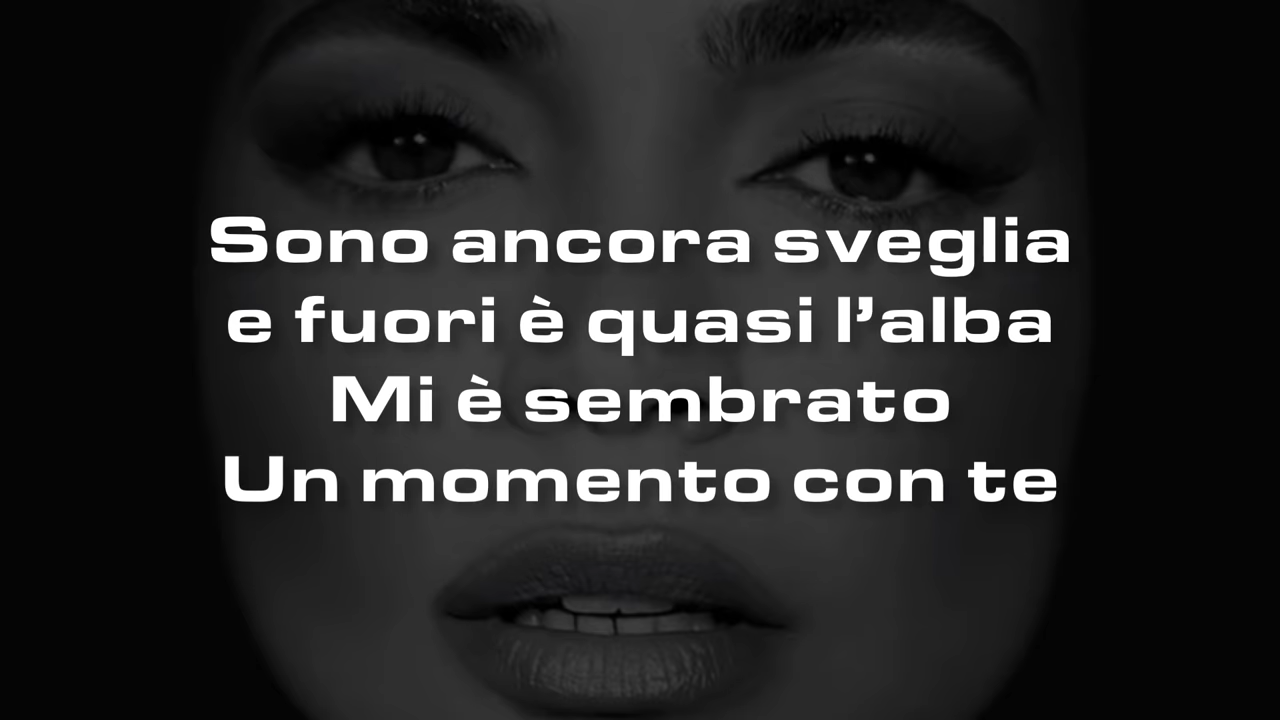 Sono ancora sveglia
e fuori è quasi l’alba
Mi è sembrato
Un momento con te